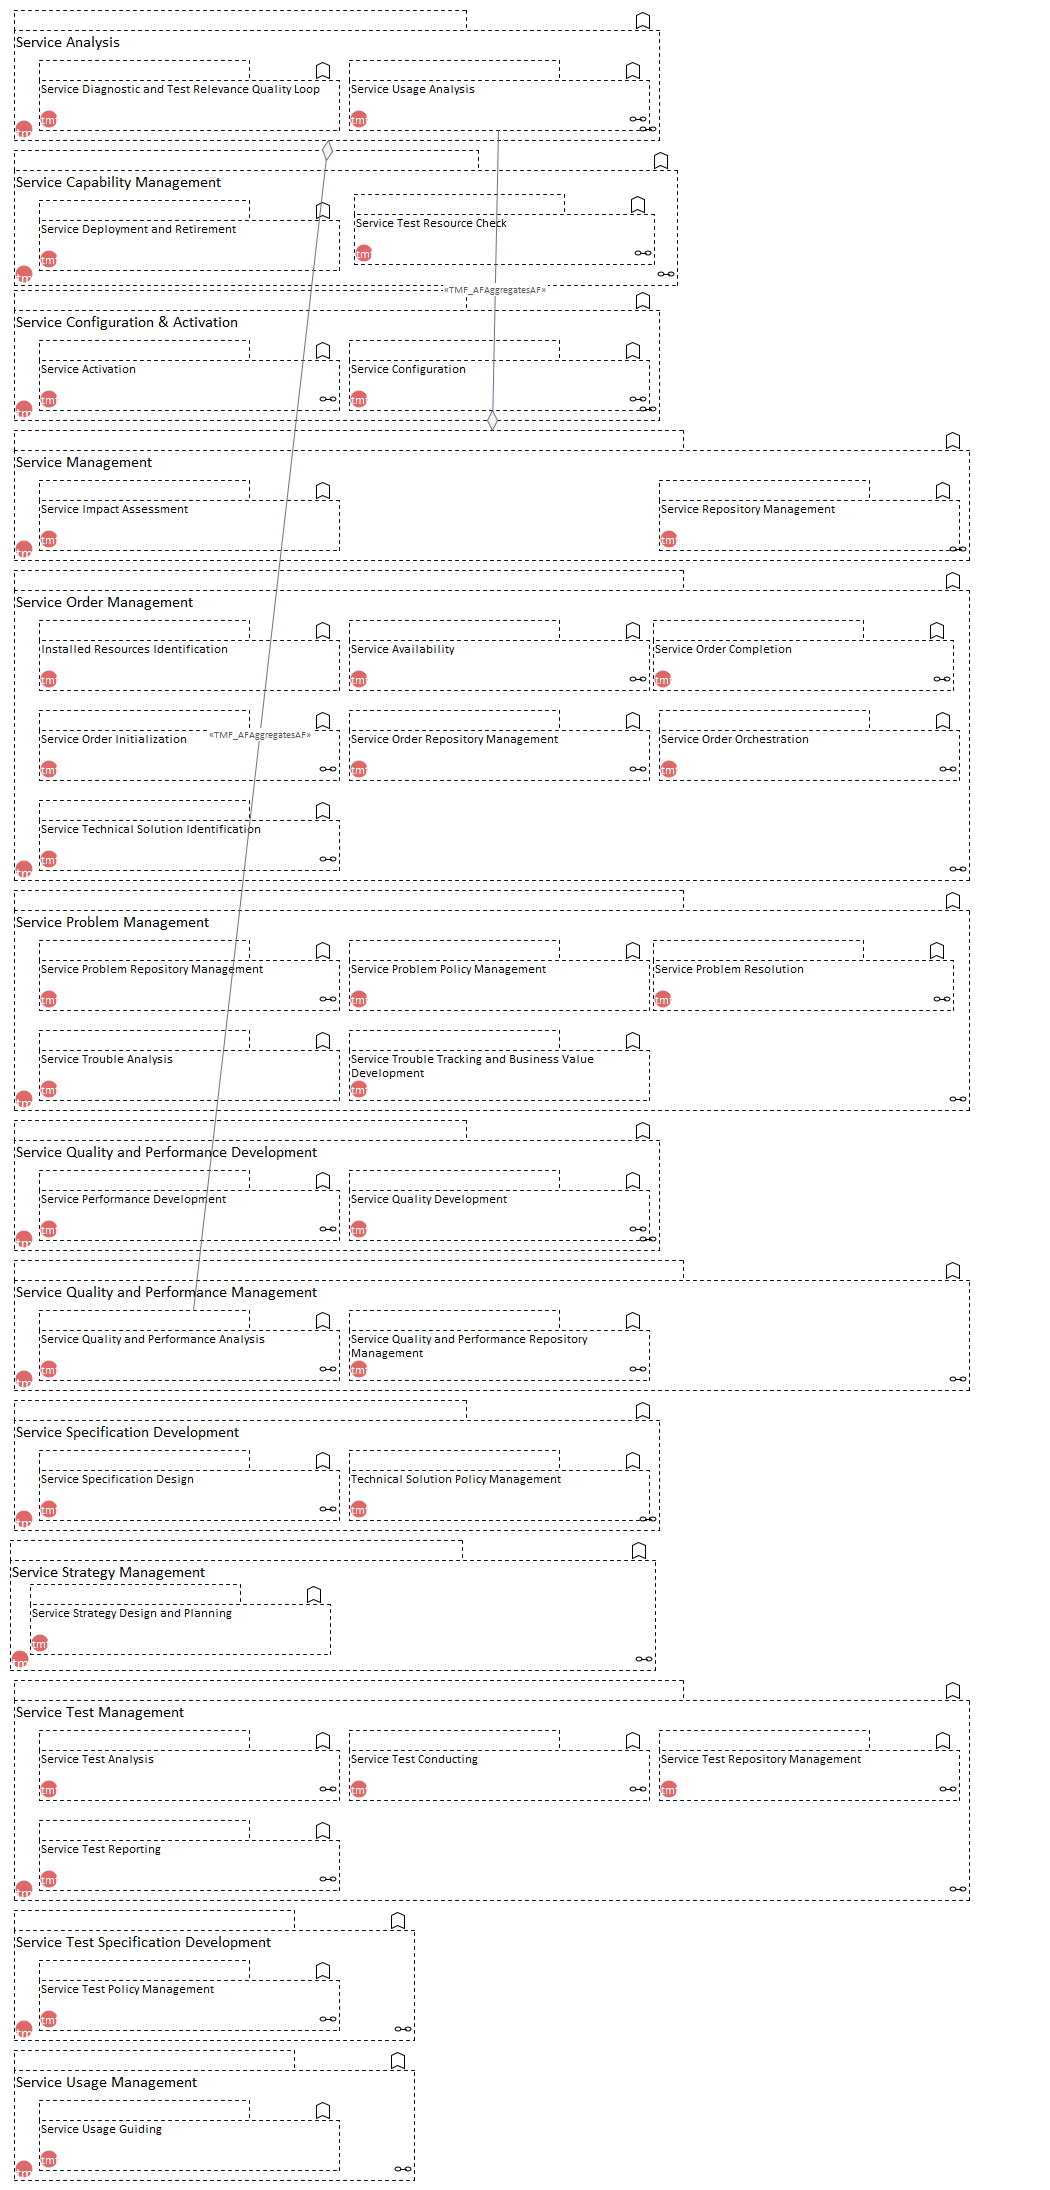 Service Analysis
Service Diagnostic and Test Relevance Quality Loop
Service Usage Analysis
tm
tm
tm
Service Capability Management
Service Deployment and Retirement
Service Test Resource Check
tm
tm
tm
«TMF_AFAggregatesAF»
Service Configuration & Activation
Service Activation
Service Configuration
tm
tm
tm
Service Management
Service Impact Assessment
Service Repository Management
tm
tm
tm
Service Order Management
Installed Resources Identification
Service Availability
Service Order Completion
tm
tm
tm
Service Order Initialization
«TMF_AFAggregatesAF»
Service Order Repository Management
Service Order Orchestration
tm
tm
tm
Service Technical Solution Identification
tm
tm
Service Problem Management
Service Problem Repository Management
Service Problem Policy Management
Service Problem Resolution
tm
tm
tm
Service Trouble Analysis
Service Trouble Tracking and Business Value
Development
tm
tm
tm
Service Quality and Performance Development
Service Performance Development
Service Quality Development
tm
tm
tm
Service Quality and Performance Management
Service Quality and Performance Analysis
Service Quality and Performance Repository
Management
tm
tm
tm
Service Specification Development
Service Specification Design
Technical Solution Policy Management
tm
tm
tm
Service Strategy Management
Service Strategy Design and Planning
tm
tm
Service Test Management
Service Test Analysis
Service Test Conducting
Service Test Repository Management
tm
tm
tm
Service Test Reporting
tm
tm
Service Test Specification Development
Service Test Policy Management
tm
tm
Service Usage Management
Service Usage Guiding
tm
tm